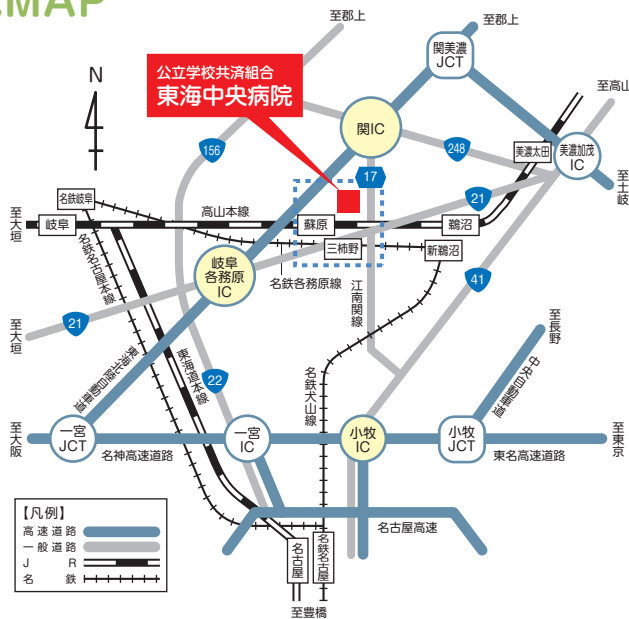 MAP
至郡上
至郡上
関美濃
JCT
N
公立学校共済組合
東海中央病院
至高山
関IC
156
248
美濃太田
美濃加茂
IC
17
21
至土岐
名鉄岐阜
高山本線
至大垣
岐阜
蘇原
鵜沼
三柿野
新鵜沼
名鉄名古屋本線
岐阜
各務原
IC
名鉄各務原線
江南関線
41
至大垣
21
至長野
中央自動車道
東海北陸自動車道
東海道本線
22
名鉄犬山線
至大阪
一宮
JCT
名神高速道路
一宮
IC
小牧
IC
小牧
JCT
東名高速道路
至東京
【凡例】
高速道路
一般道路
J R
名 鉄
名古屋高速
名古屋
名鉄名古屋
至豊橋